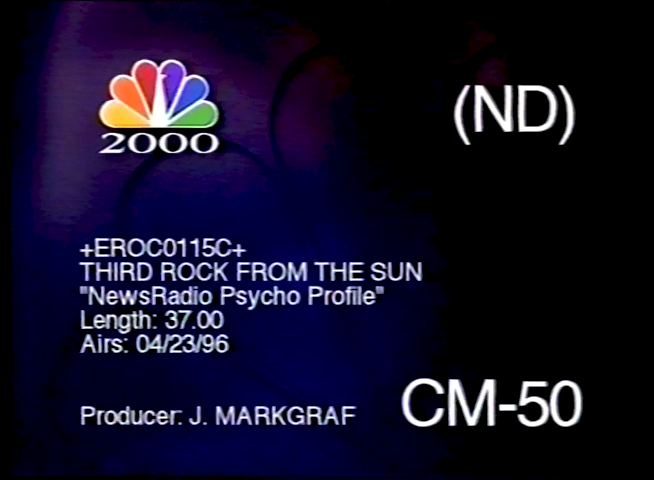 2000
(ND)
+EROC0115C+
THIRD ROCK FROM THE SUN
"NewsRadio Psycho Profile"
Length: 37.00
Airs: 04/23/96
Producer: J. MARKGRAF
CM-50